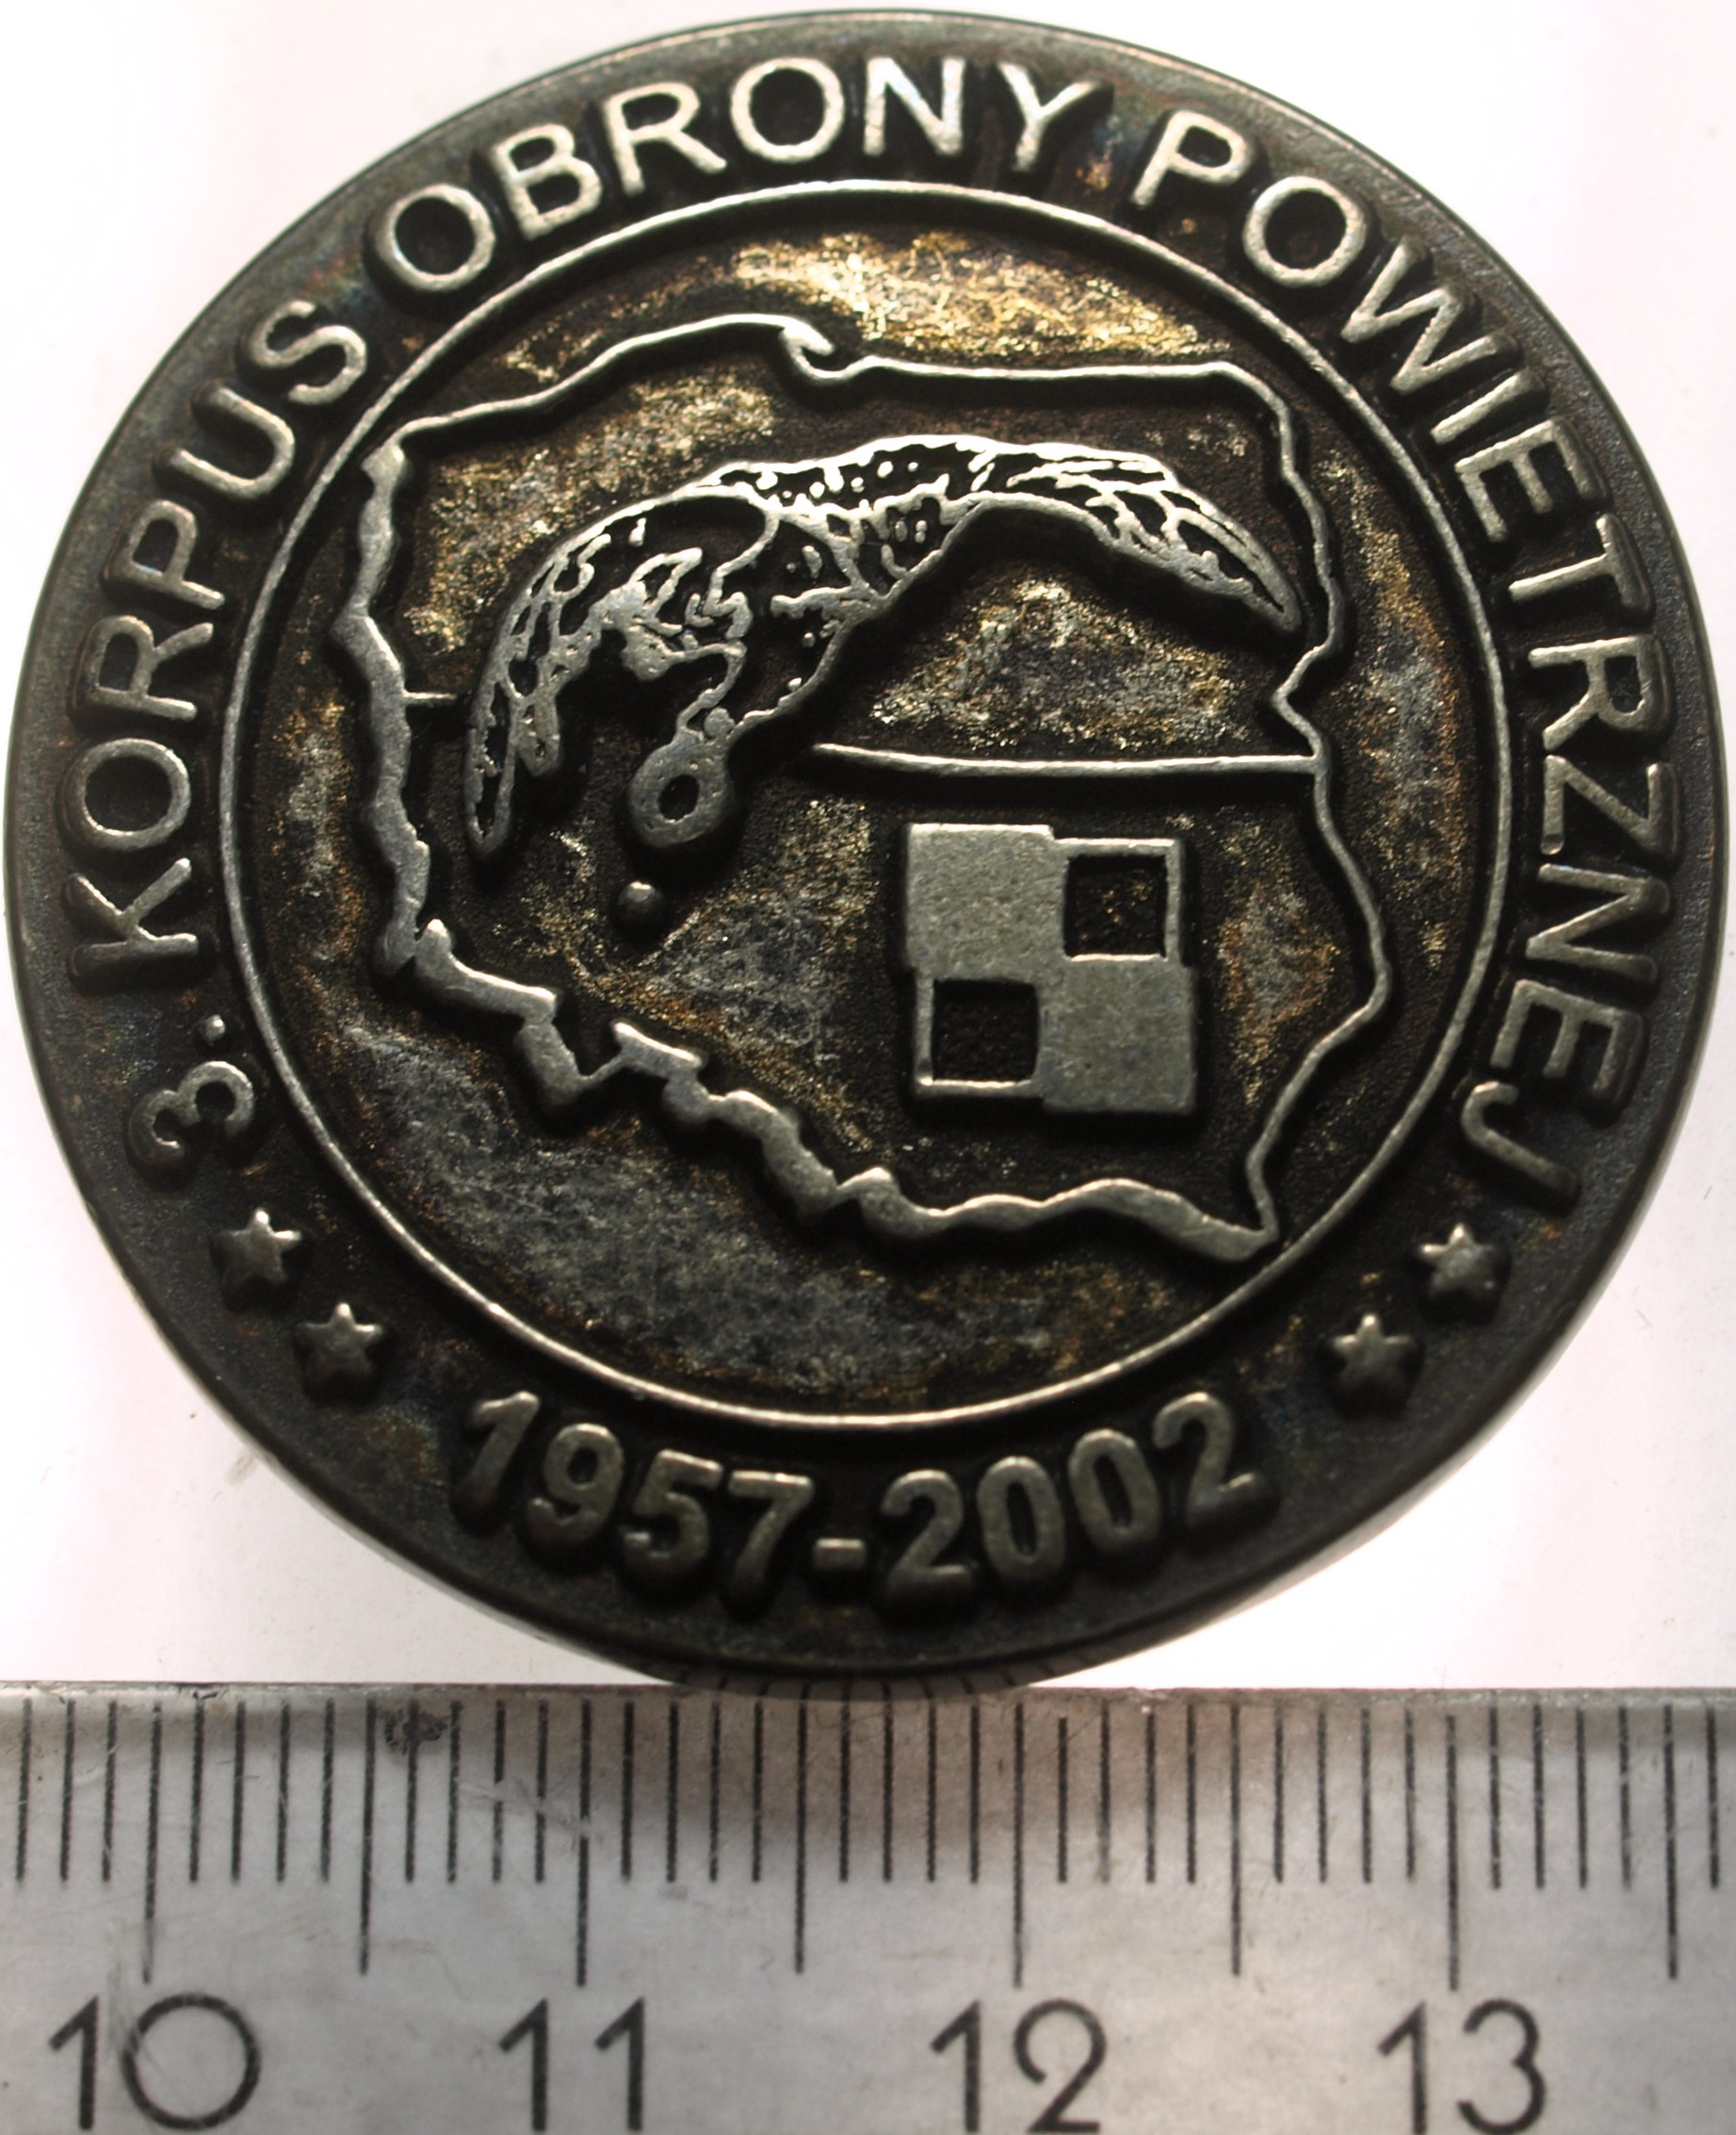 3. KORPUS OBRONY POWIETRZNEJ
1957-2002
10 11 12 13